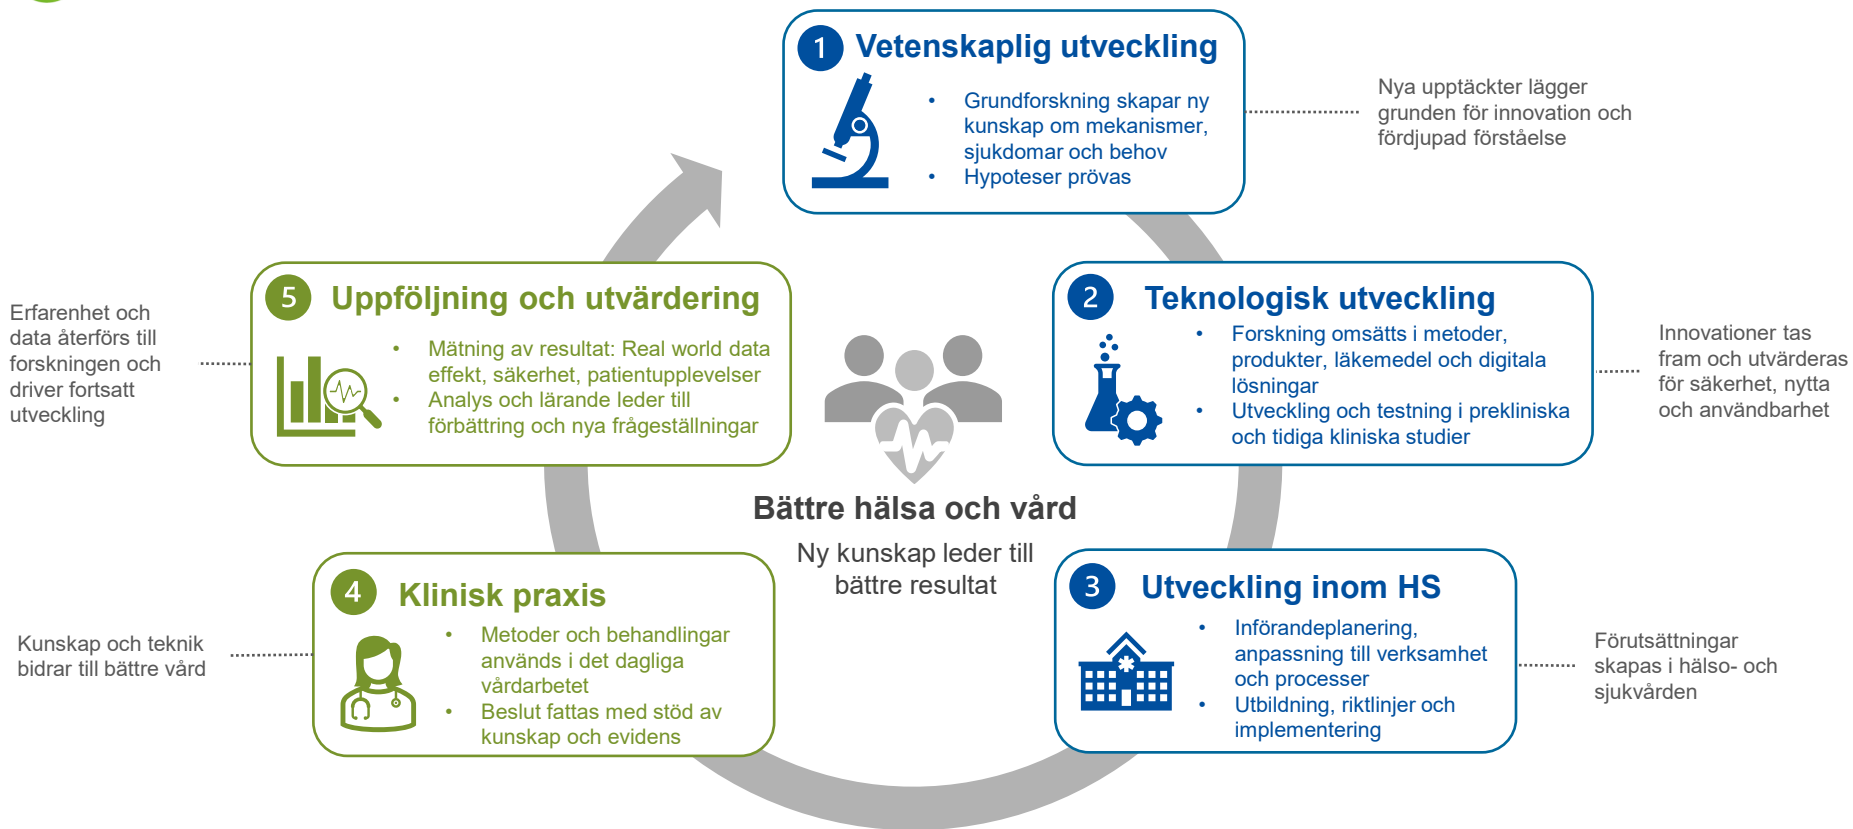 1 Vetenskaplig utveckling
• Grundforskning skapar ny
kunskap om mekanismer,
sjukdomar och behov
• Hypoteser prövas
Nya upptäckter lägger
grunden för innovation och
fördjupad förståelse
2 Teknologisk utveckling
• Forskning omsätts i metoder,
produkter, läkemedel och digitala
lösningar
• Utveckling och testning i prekliniska
och tidiga kliniska studier
Innovationer tas
fram och utvärderas
för säkerhet, nytta
och användbarhet
3 Utveckling inom HS
• Införandeplanering,
anpassning till verksamhet
och processer
• Utbildning, riktlinjer och
implementering
Förutsättningar
skapas i hälso- och
sjukvården
4 Klinisk praxis
• Metoder och behandlingar
används i det dagliga
vårdarbetet
• Beslut fattas med stöd av
kunskap och evidens
Kunskap och teknik
bidrar till bättre vård
5 Uppföljning och utvärdering
• Mätning av resultat: Real world data
effekt, säkerhet, patientupplevelser
• Analys och lärande leder till
förbättring och nya frågeställningar
Erfarenhet och
data återförs till
forskningen och
driver fortsatt
utveckling
Bättre hälsa och vård
Ny kunskap leder till
bättre resultat